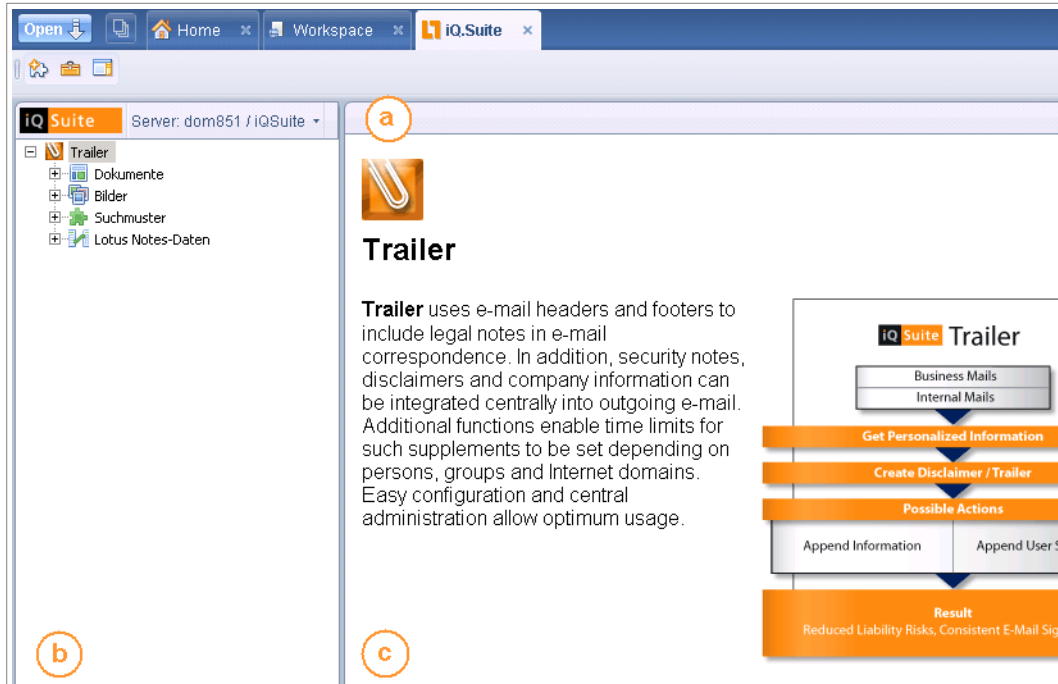 Open
Home
Workspace
iQ.Suite
iQ Suite
Server: dom851 / iQSuite
a
Trailer
Dokumente
Bilder
Suchmuster
Lotus Notes-Daten
Trailer
Trailer uses e-mail headers and footers to
include legal notes in e-mail
correspondence. In addition, security notes,
disclaimers and company information can
be integrated centrally into outgoing e-mail.
Additional functions enable time limits for
such supplements to be set depending on
persons, groups and Internet domains.
Easy configuration and central
administration allow optimum usage.
iQ Suite Trailer
Business Mails
Internal Mails
Get Personalized Information
Create Disclaimer / Trailer
Possible Actions
Append Information
Append User S
Result
Reduced Liability Risks, Consistent E-Mail Sig
b
c